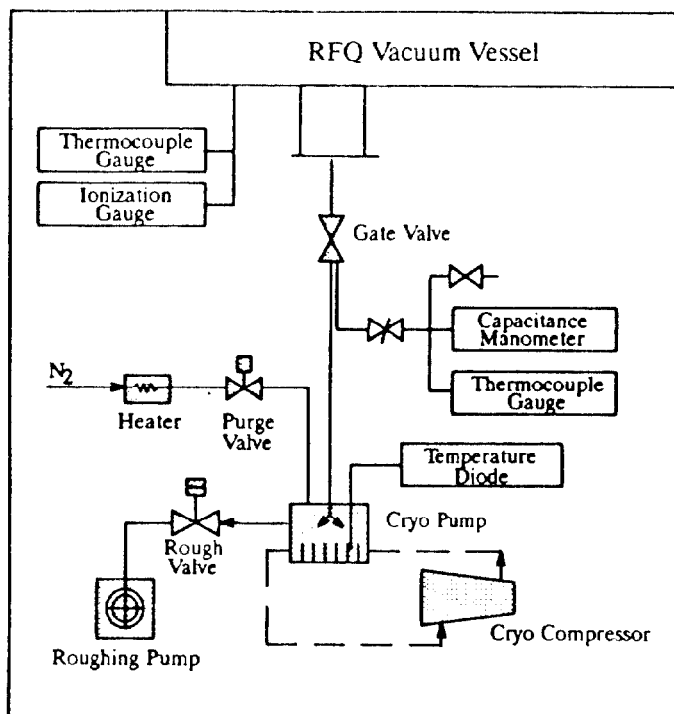 RFQ Vacuum Vessel
Thermocouple
Gauge
Ionization
Gauge
Gate Valve
Capacitance
Manometer
Thermocouple
Gauge
N2
Heater
Purge
Valve
Temperature
Diode
Cryo Pump
Rough
Valve
Roughing Pump
Cryo Compressor